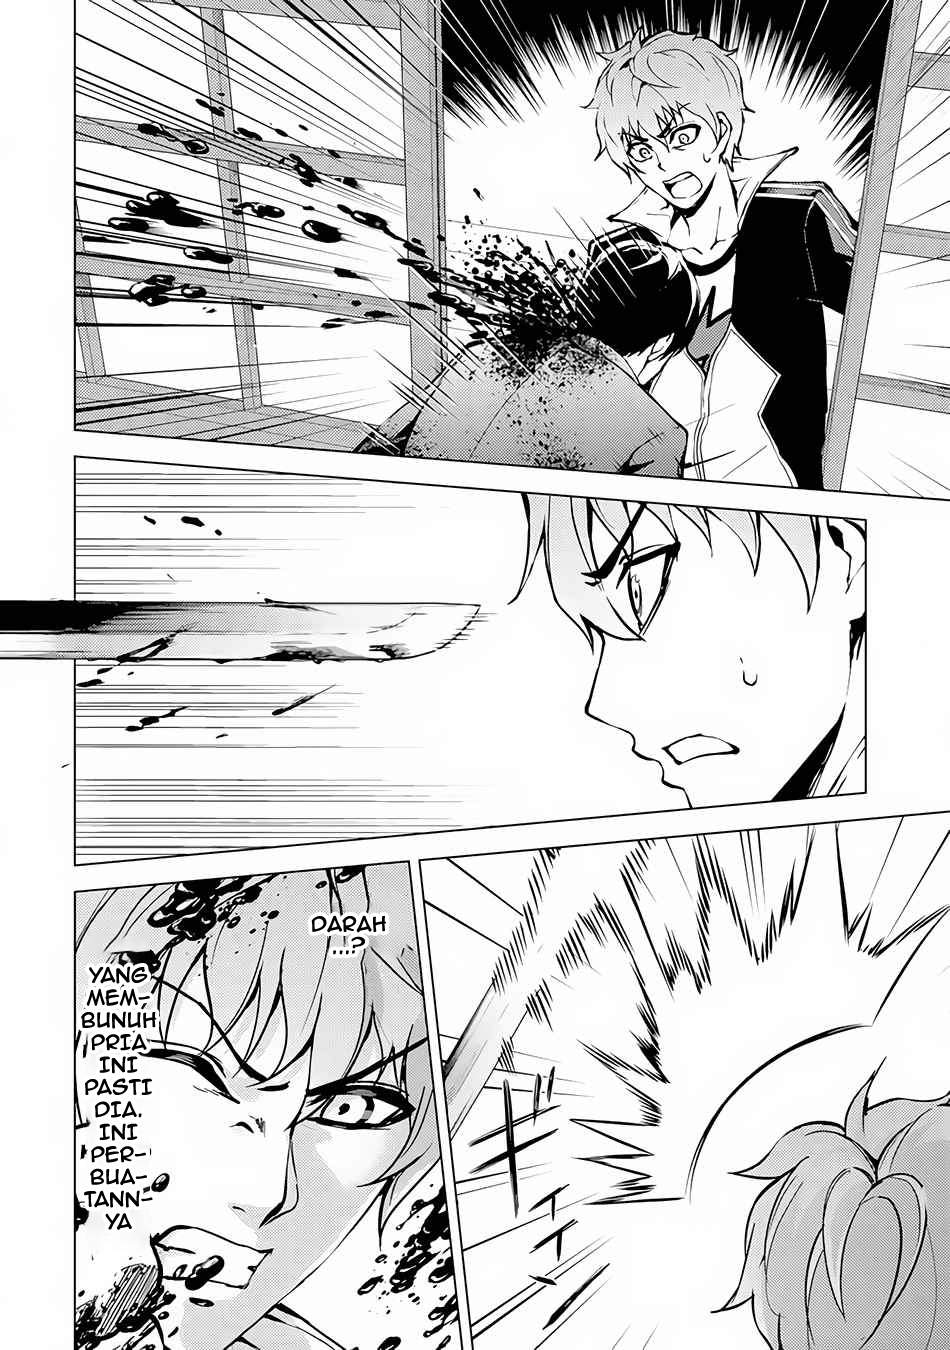 DARAH
...?
YANG
MEM-
BUNUH
PRIA
INI
PASTI
DIA.
INI
PER-
BUA-
TANN-
YA